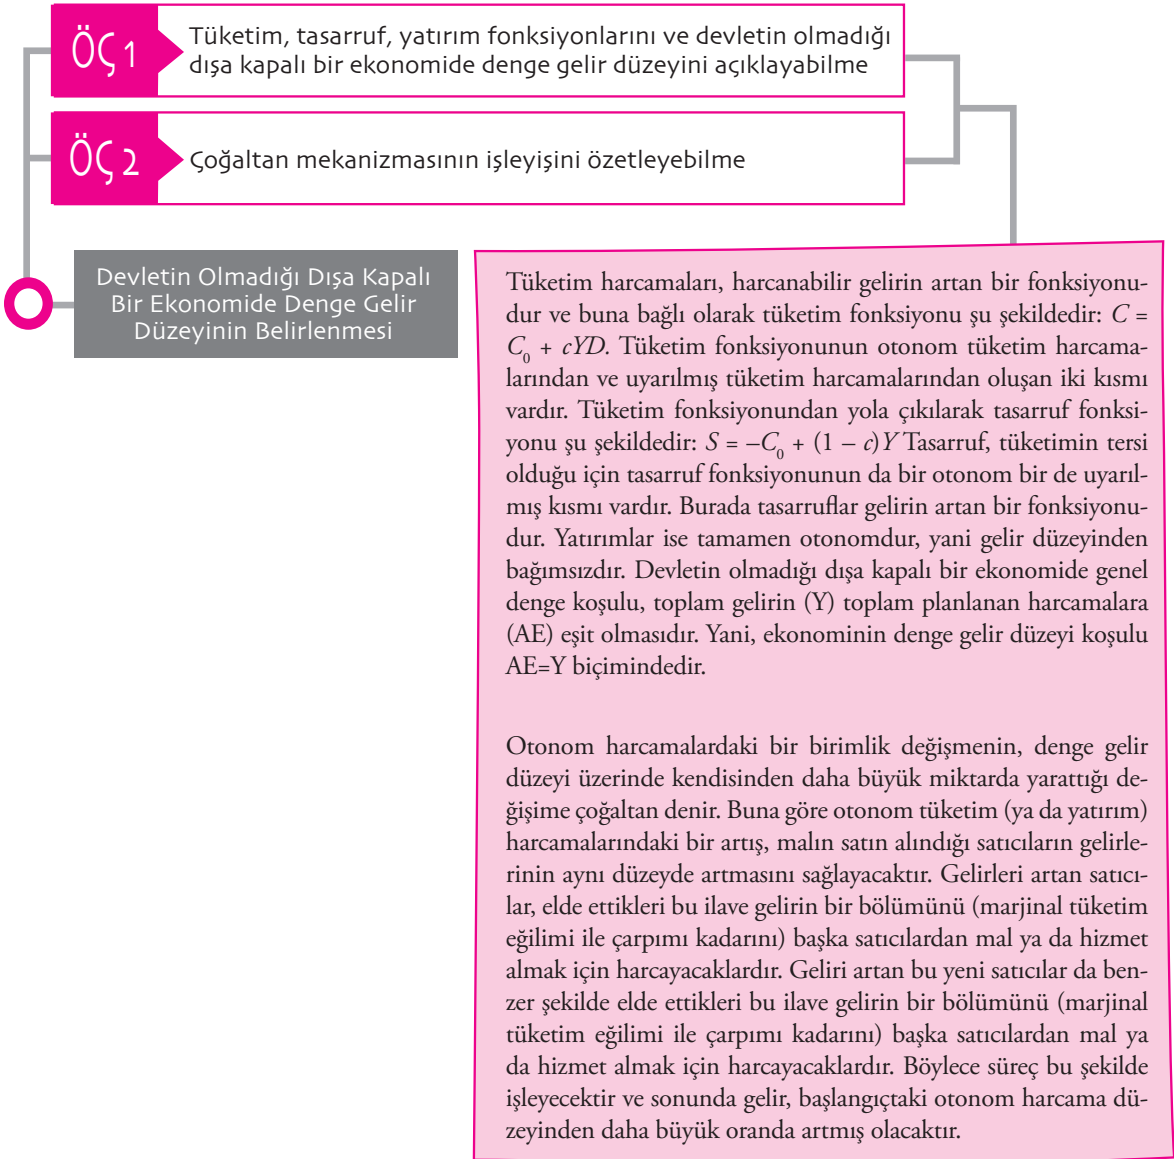 ÖÇ 1
Tüketim, tasarruf, yatırım fonksiyonlarını ve devletin olmadığı
dışa kapalı bir ekonomide denge gelir düzeyini açıklayabilme
ÖÇ 2
Çoğaltan mekanizmasının işleyişini özetleyebilme
Devletin Olmadığı Dışa Kapalı
Bir Ekonomide Denge Gelir
Düzeyinin Belirlenmesi
Tüketim harcamaları, harcanabilir gelirin artan bir fonksiyonu-
dur ve buna bağlı olarak tüketim fonksiyonu şu şekildedir: C =
C₀ + cYD. Tüketim fonksiyonunun otonom tüketim harcama-
larından ve uyarılmış tüketim harcamalarından oluşan iki kısmı
vardır. Tüketim fonksiyonundan yola çıkılarak tasarruf fonksi-
yonu şu şekildedir: S = –C₀ + (1 – c)Y Tasarruf, tüketimin tersi
olduğu için tasarruf fonksiyonunun da bir otonom bir de uyarıl-
mış kısmı vardır. Burada tasarruflar gelirin artan bir fonksiyonu-
dur. Yatırımlar ise tamamen otonomdur, yani gelir düzeyinden
bağımsızdır. Devletin olmadığı dışa kapalı bir ekonomide genel
denge koşulu, toplam gelirin (Y) toplam planlanan harcamalara
(AE) eşit olmasıdır. Yani, ekonominin denge gelir düzeyi koşulu
AE=Y biçimindedir.
Otonom harcamalardaki bir birimlik değişmenin, denge gelir
düzeyi üzerinde kendisinden daha büyük miktarda yarattığı de-
ğişime çoğaltan denir. Buna göre otonom tüketim (ya da yatırım)
harcamalarındaki bir artış, malın satın alındığı satıcıların gelirle-
rinin aynı düzeyde artmasını sağlayacaktır. Gelirleri artan satıcı-
lar, elde ettikleri bu ilave gelirin bir bölümünü (marjinal tüketim
eğilimi ile çarpımı kadarını) başka satıcılardan mal ya da hizmet
almak için harcayacaklardır. Geliri artan bu yeni satıcılar da ben-
zer şekilde elde ettikleri bu ilave gelirin bir bölümünü (marjinal
tüketim eğilimi ile çarpımı kadarını) başka satıcılardan mal ya
da hizmet almak için harcayacaklardır. Böylece süreç bu şekilde
işleyecektir ve sonunda gelir, başlangıçtaki otonom harcama dü-
zeyinden daha büyük oranda artmış olacaktır.